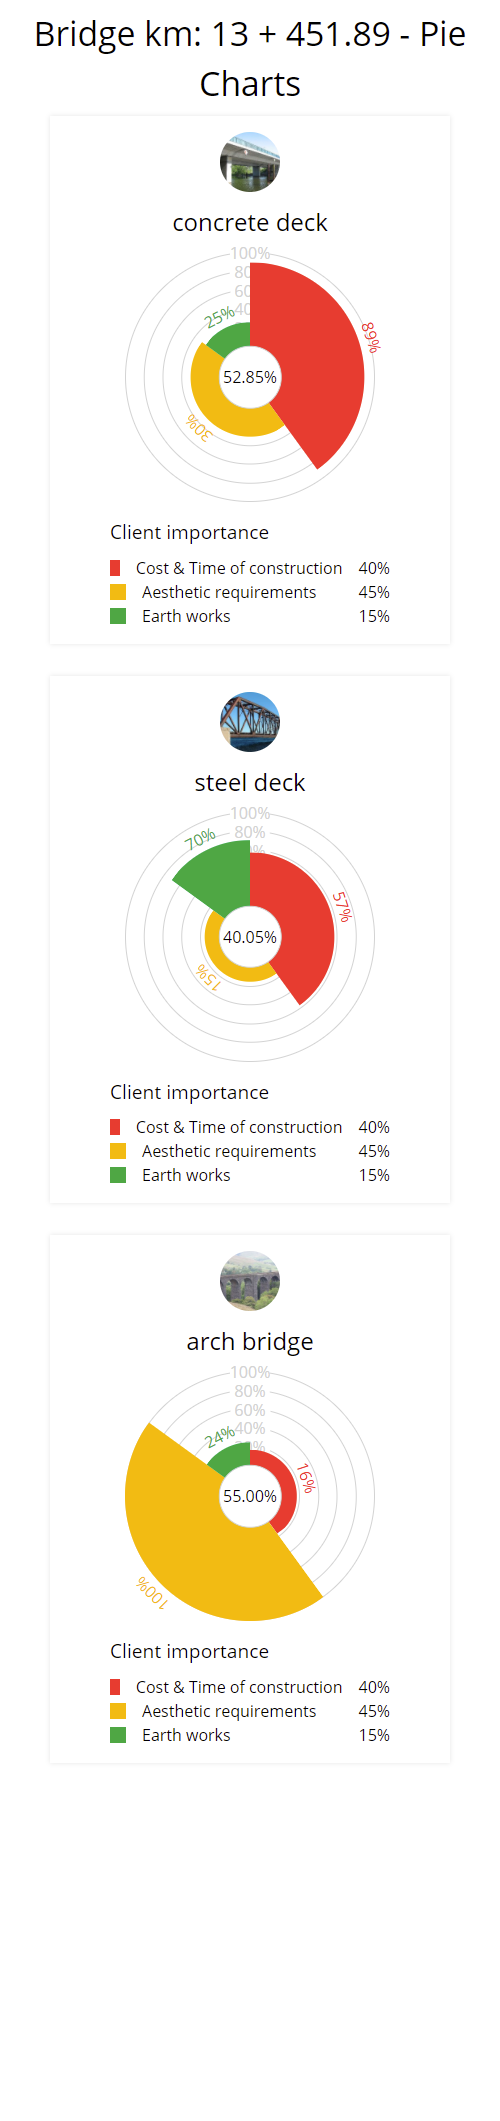 Bridge km: 13 + 451.89 - Pie
Charts
concrete deck
100%
80
60
40
25%
89%
52.85%
30%
Client importance
Cost & Time of construction 40%
Aesthetic requirements 45%
Earth works 15%
steel deck
100%
80%
70%
57%
40.05%
15%
Client importance
Cost & Time of construction 40%
Aesthetic requirements 45%
Earth works 15%
arch bridge
100%
80%
60%
40%
24%
20%
16%
55.00%
100%
Client importance
Cost & Time of construction 40%
Aesthetic requirements 45%
Earth works 15%